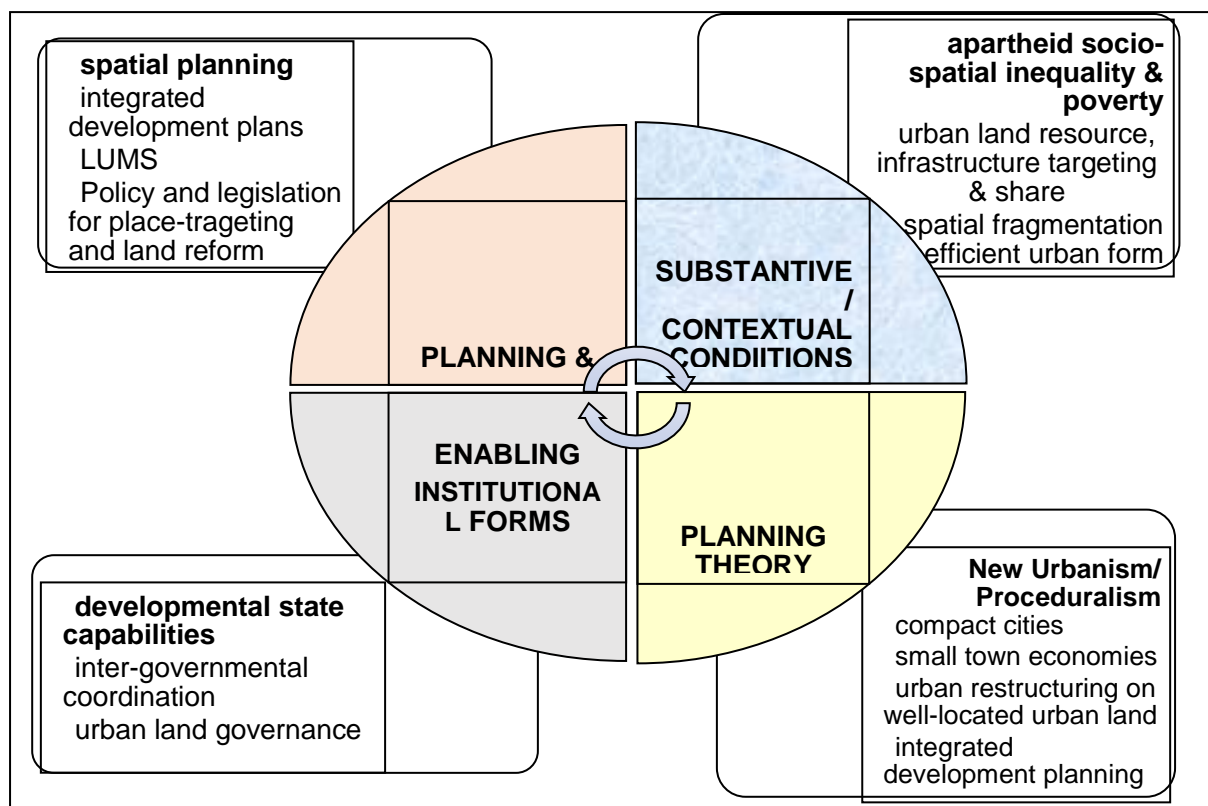 spatial planning
integrated
development plans
LUMS
Policy and legislation
for place-trageting
and land reform
apartheid socio-
spatial inequality &
poverty
urban land resource,
infrastructure targeting
& share
spatial fragmentation
efficient urban form
PLANNING &
SUBSTANTIVE
/
CONTEXTUAL
CONDIITIONS
ENABLING
INSTITUTIONA
L FORMS
PLANNING
THEORY
developmental state
capabilities
inter-governmental
coordination
urban land governance
New Urbanism/
Proceduralism
compact cities
small town economies
urban restructuring on
well-located urban land
integrated
development planning